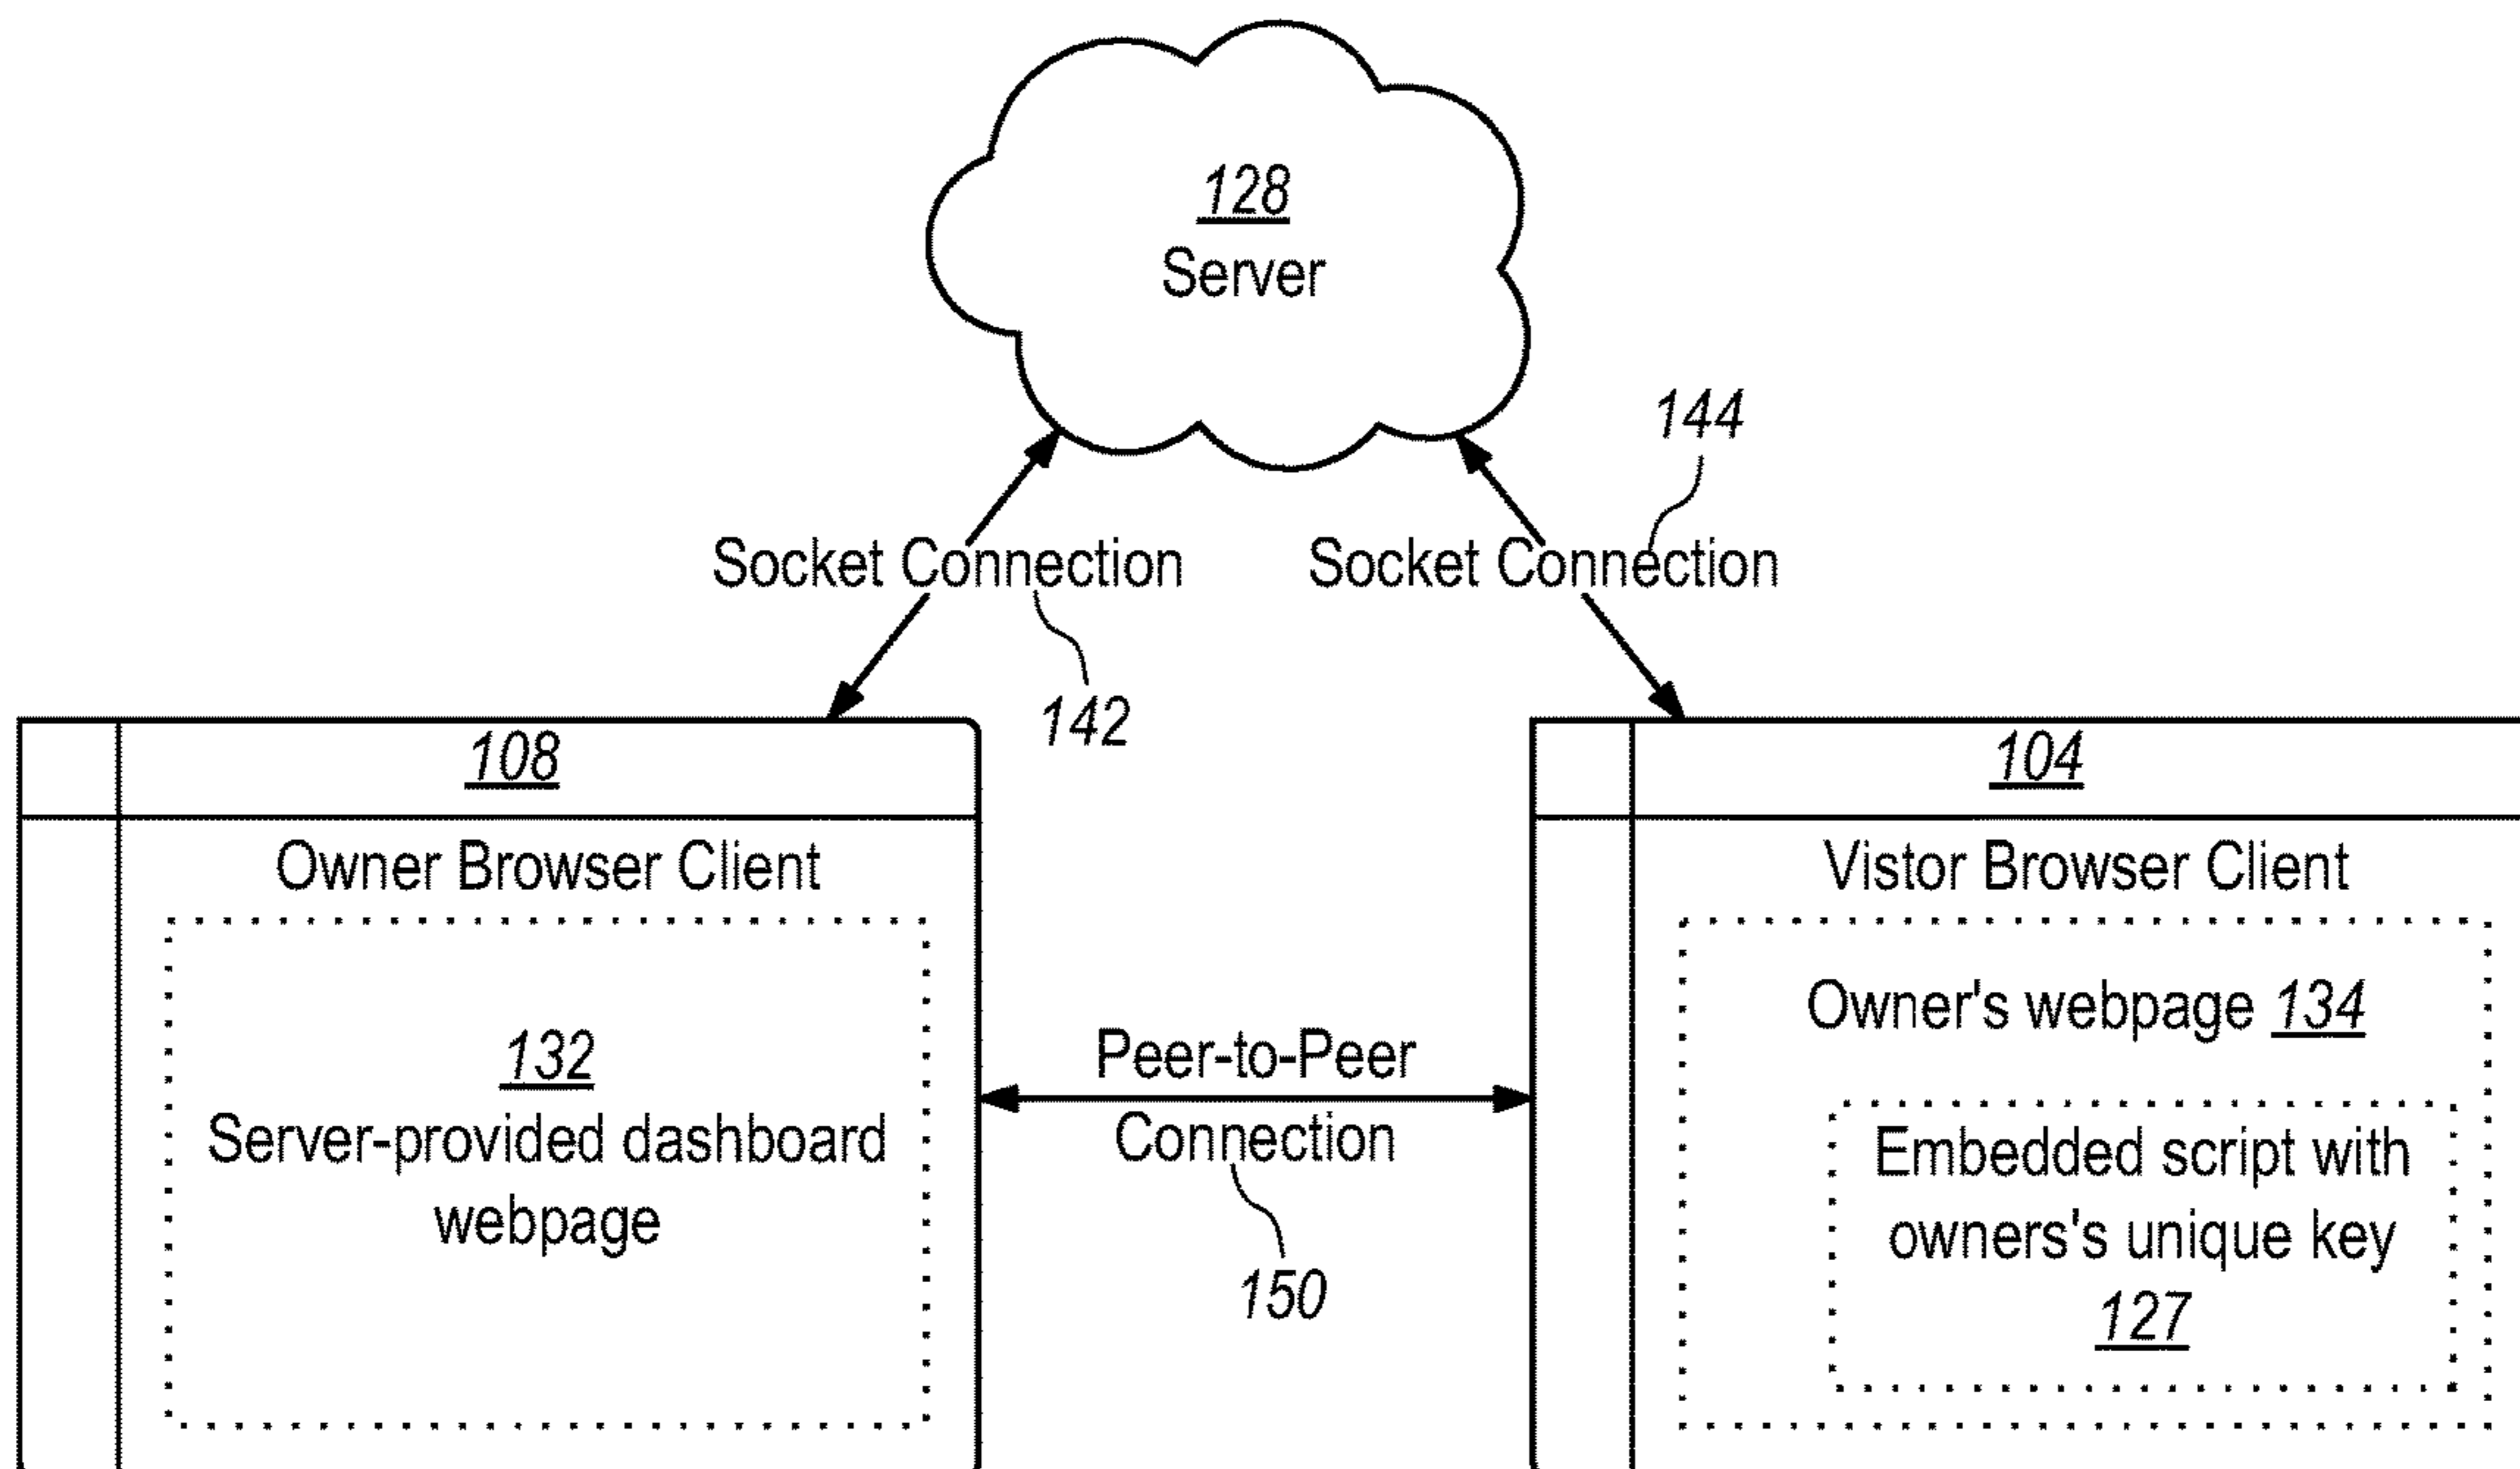 128
Server
144
Socket Connection
Socket Connection
142
108
104
Owner Browser Client
Vistor Browser Client
132
Server-provided dashboard
webpage
Peer-to-Peer
Connection
150
Owner's webpage 134
Embedded script with
owners's unique key
127